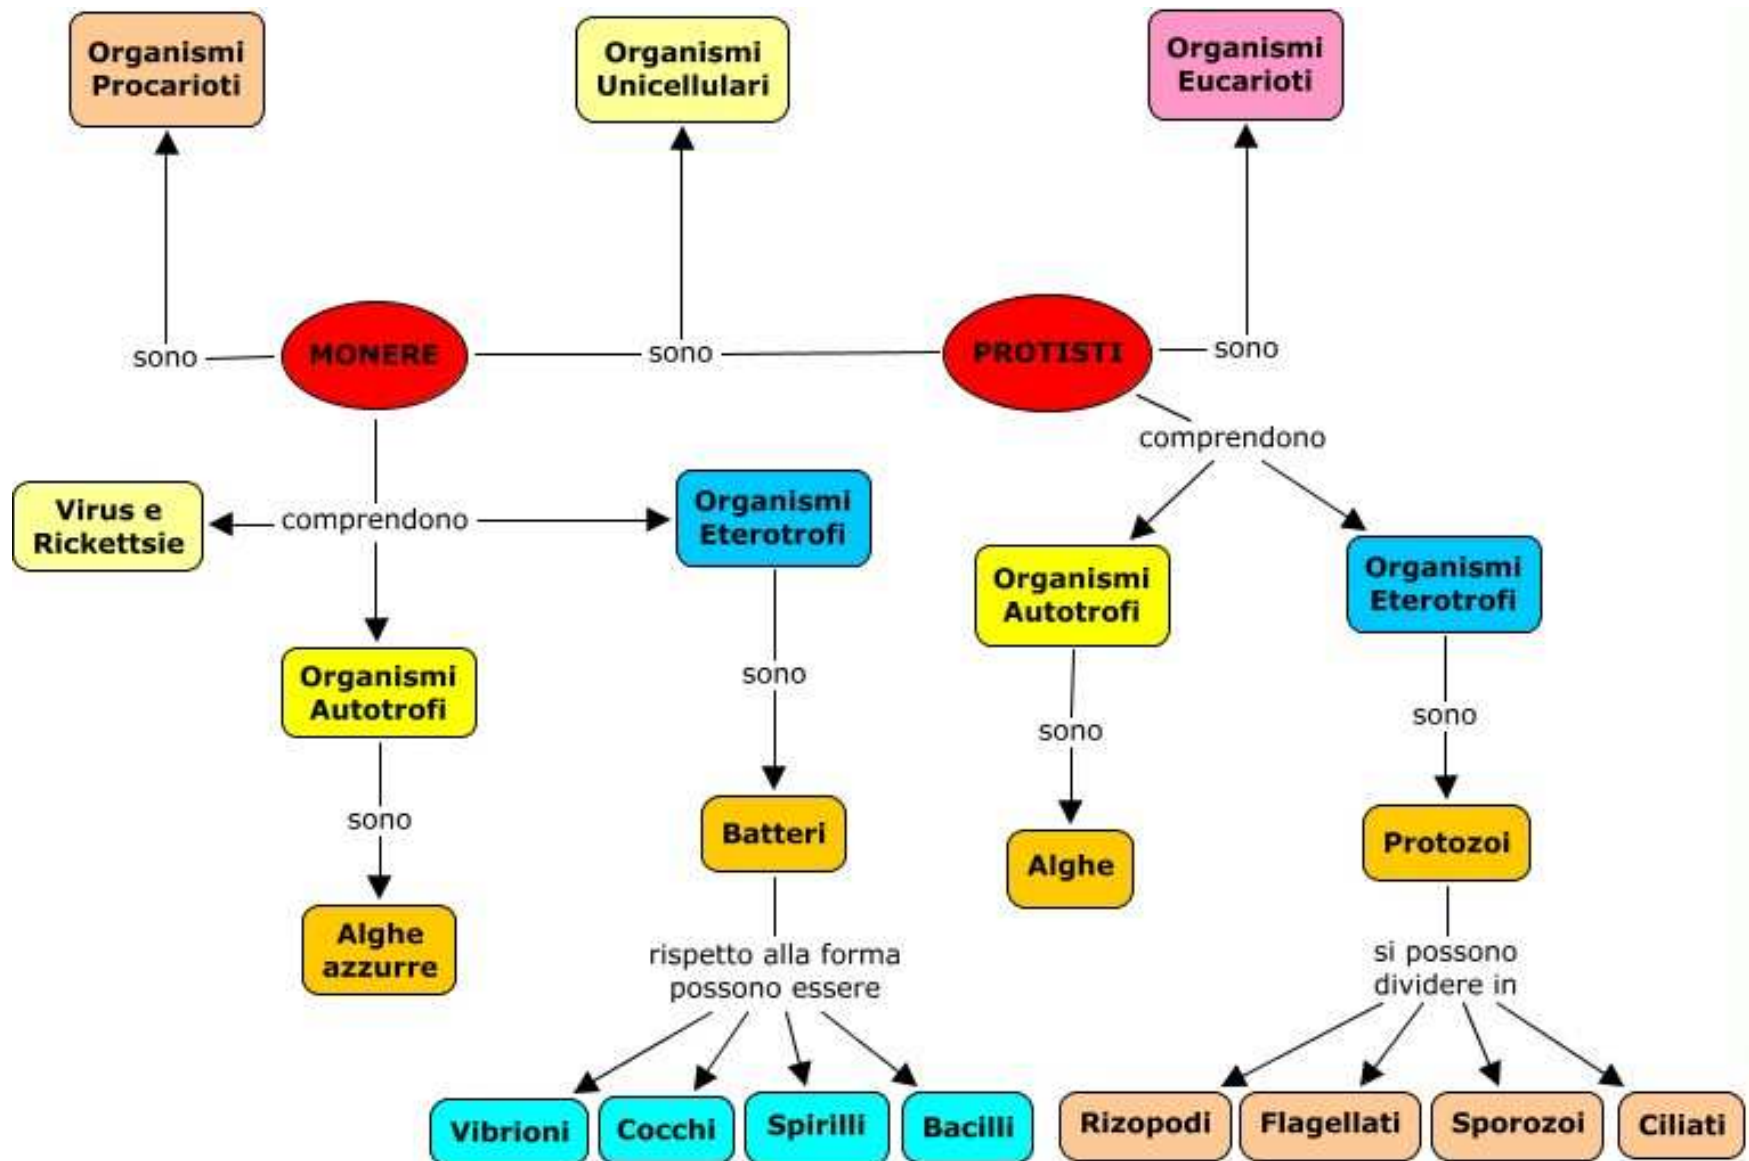 Organismi
Procarioti
Organismi
Unicellulari
Organismi
Eucarioti
sono
MONERE
sono
PROTISTI
sono
comprendono
Virus e
Rickettsie
comprendono
Organismi
Eterotrofi
Organismi
Autotrofi
Organismi
Eterotrofi
Organismi
Autotrofi
sono
sono
sono
sono
Batteri
Alghe
Protozoi
Alghe
azzurre
rispetto alla forma
possono essere
si possono
dividere in
Vibrioni
Cocchi
Spirilli
Bacilli
Rizopodi
Flagellati
Sporozoi
Ciliati